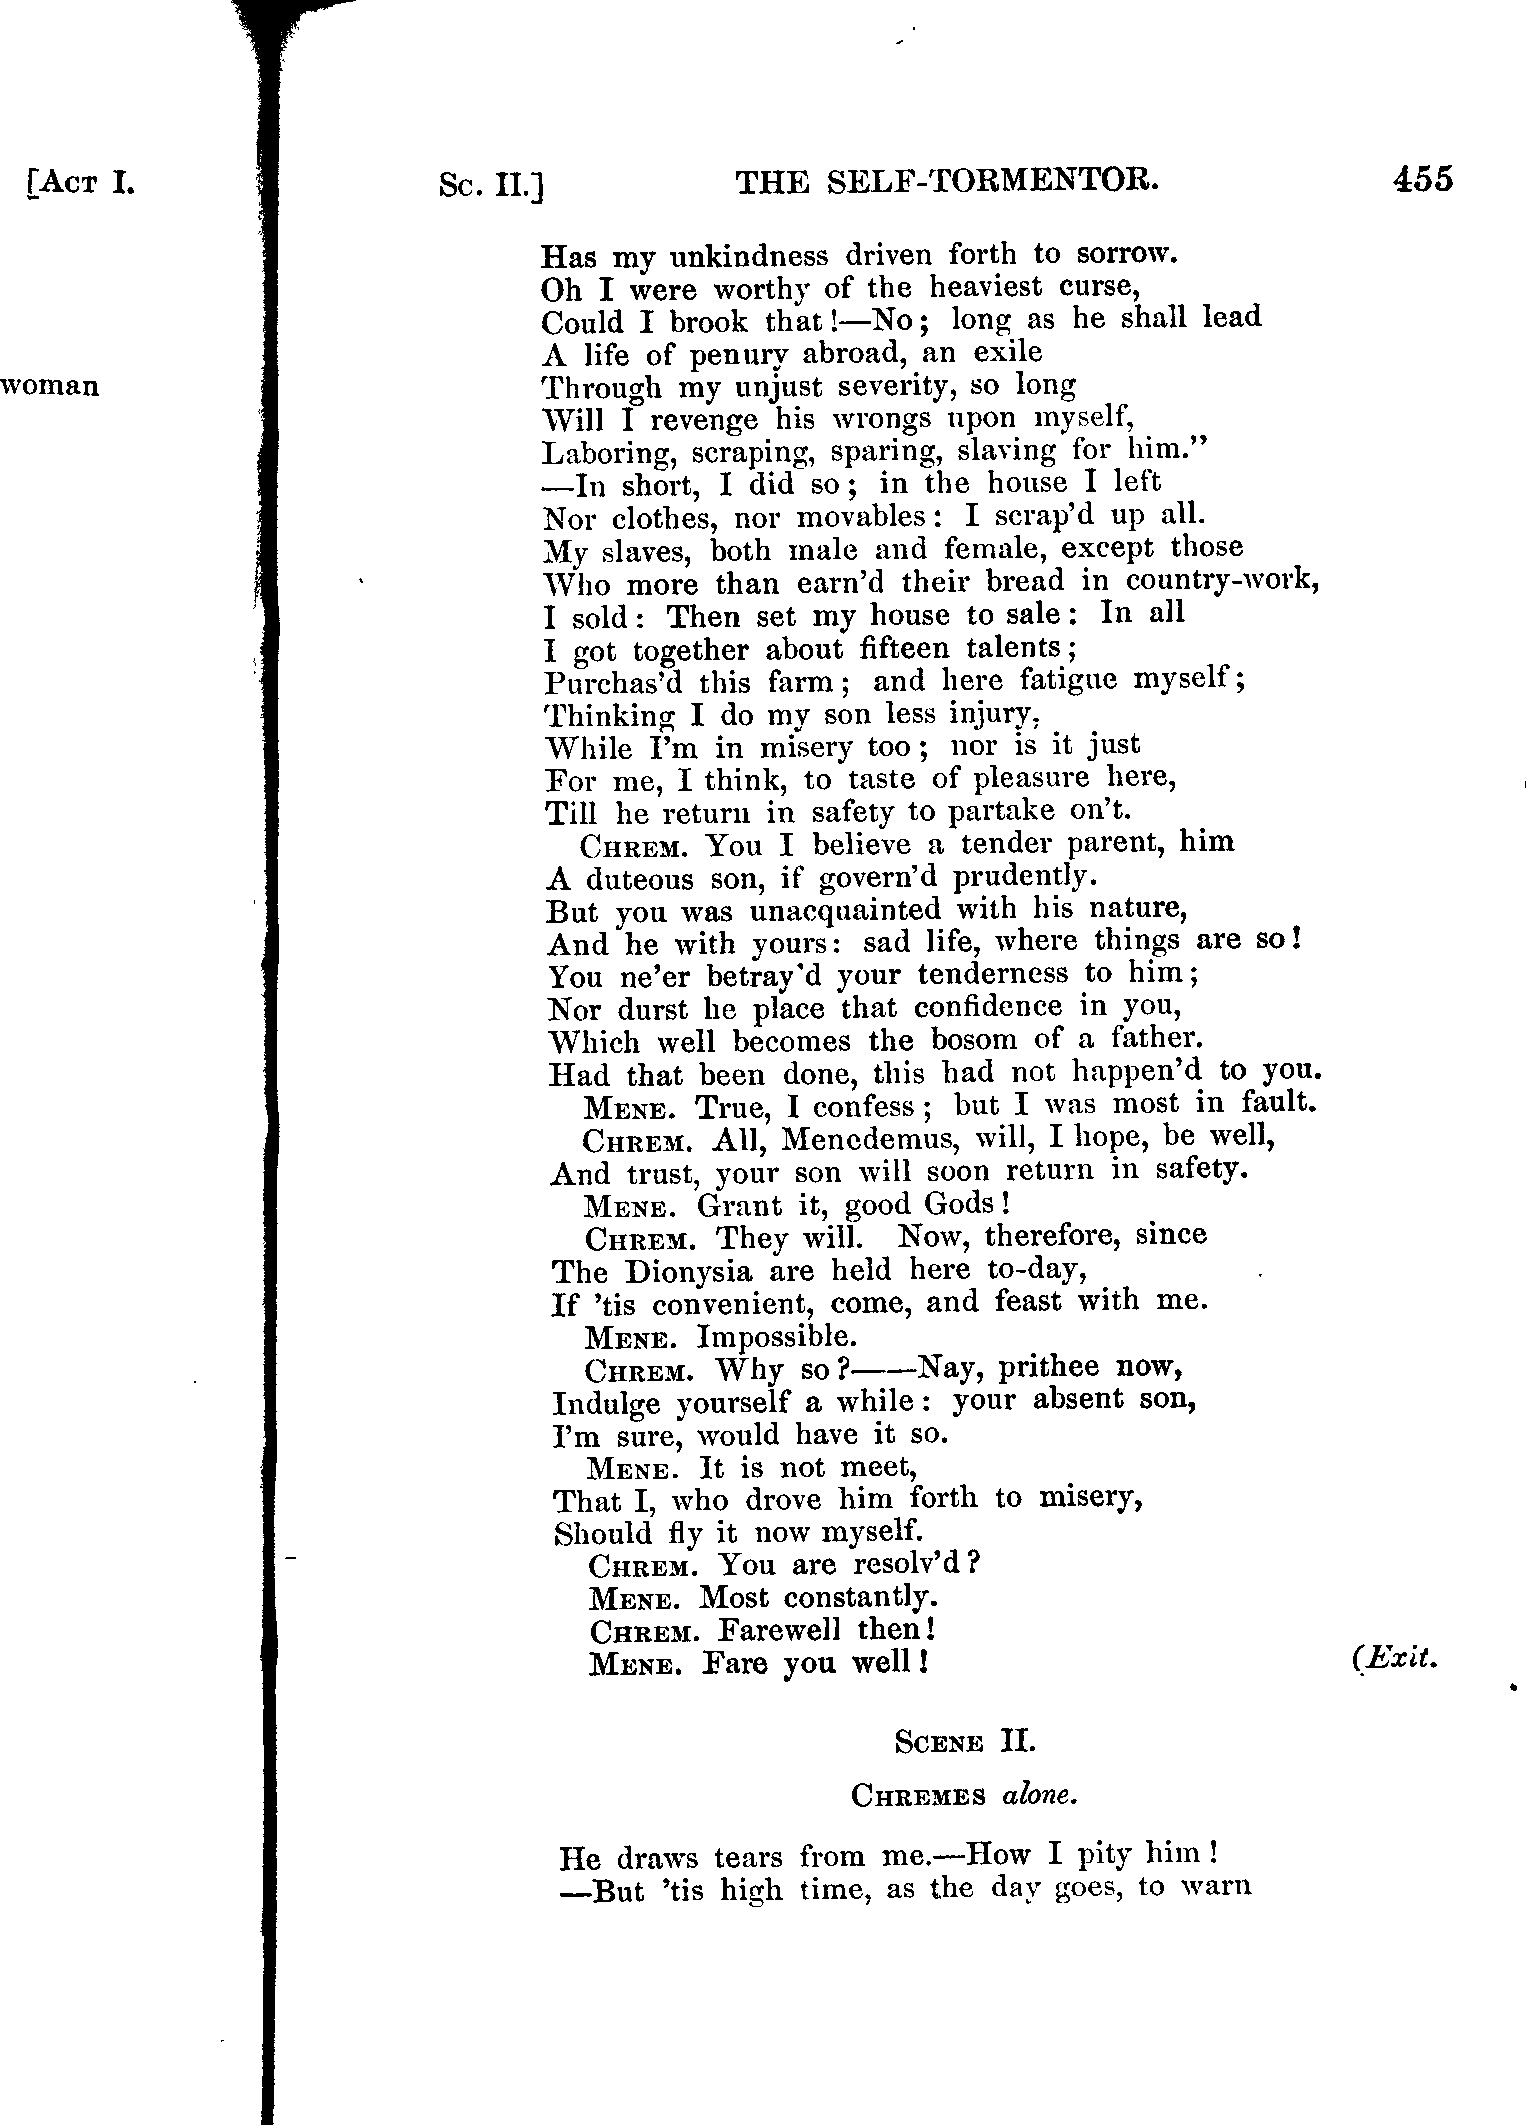 [ACT I.
woman
Sc. II.] THE SELF-TORMENTOR. 455
Has my unkindness driven forth to sorrow.
Oh I were worthy of the heaviest curse,
Could I brook that!—No; long as he shall lead
A life of penury abroad, an exile
Through my unjust severity, so long
Will I revenge his wrongs upon myself,
Laboring, scraping, sparing, slaving for him.”
—In short, I did so; in the house I left
Nor clothes, nor movables: I scrap’d up all.
My slaves, both male and female, except those
Who more than earn’d their bread in country-work,
I sold: Then set my house to sale: In all
I got together about fifteen talents;
Purchas’d this farm; and here fatigue myself;
Thinking I do my son less injury,
While I’m in misery too; nor is it just
For me, I think, to taste of pleasure here,
Till he return in safety to partake on’t.
CHREM. You I believe a tender parent, him
A duteous son, if govern’d prudently.
But you was unacquainted with his nature,
And he with yours: sad life, where things are so!
You ne’er betray’d your tenderness to him;
Nor durst he place that confidence in you,
Which well becomes the bosom of a father.
Had that been done, this had not happen’d to you.
MENE. True, I confess; but I was most in fault.
CHREM. All, Menedemus, will, I hope, be well,
And trust, your son will soon return in safety.
MENE. Grant it, good Gods!
CHREM. They will. Now, therefore, since
The Dionysia are held here to-day,
If ’tis convenient, come, and feast with me.
MENE. Impossible.
CHREM. Why so?——Nay, prithee now,
Indulge yourself a while: your absent son,
I’m sure, would have it so.
MENE. It is not meet,
That I, who drove him forth to misery,
Should fly it now myself.
CHREM. You are resolv’d?
MENE. Most constantly.
CHREM. Farewell then!
MENE. Fare you well! (Exit.
SCENE II.
CHREMES alone.
He draws tears from me.—How I pity him!
—But ’tis high time, as the day goes, to warn